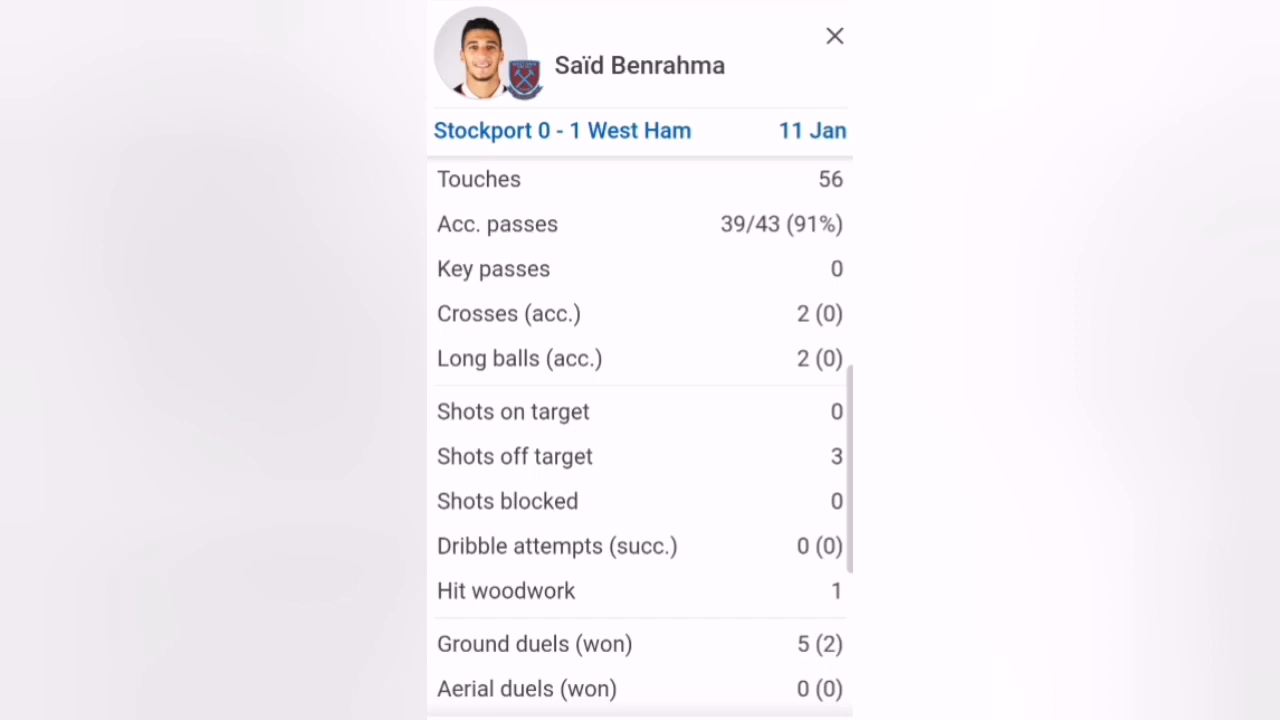 Saïd Benrahma
Stockport 0 - 1 West Ham 11 Jan
Touches 56
Acc. passes 39/43 (91%)
Key passes 0
Crosses (acc.) 2 (0)
Long balls (acc.) 2 (0)
Shots on target 0
Shots off target 3
Shots blocked 0
Dribble attempts (succ.) 0 (0)
Hit woodwork 1
Ground duels (won) 5 (2)
Aerial duels (won) 0 (0)